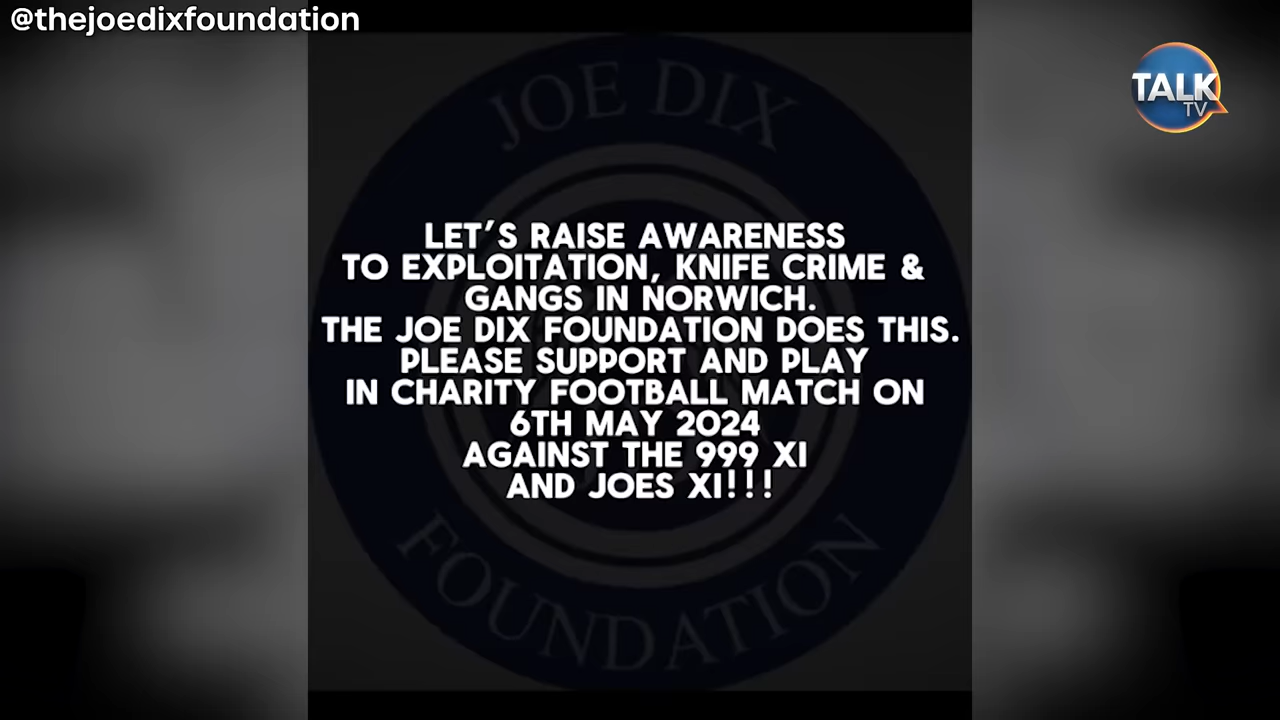 @thejoedixfoundation
TALK
TV
JOE DIX
LET'S RAISE AWARENESS
TO EXPLOITATION, KNIFE CRIME &
GANGS IN NORWICH.
THE JOE DIX FOUNDATION DOES THIS.
PLEASE SUPPORT AND PLAY
IN CHARITY FOOTBALL MATCH ON
6TH MAY 2024
AGAINST THE 999 XI
AND JOES XI!!!
FOUNDATION